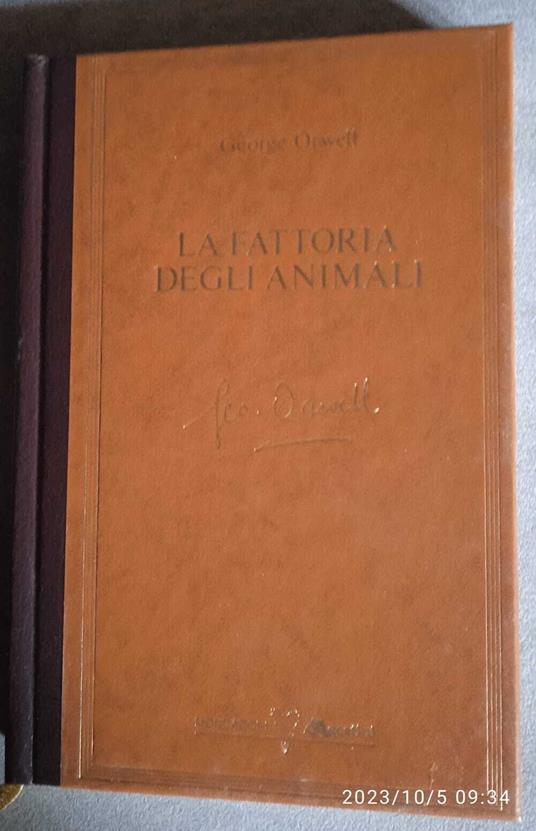 George Orwell
LA FATTORIA
DEGLI ANIMALI
Geo. Orwell
2023/10/5 09:34